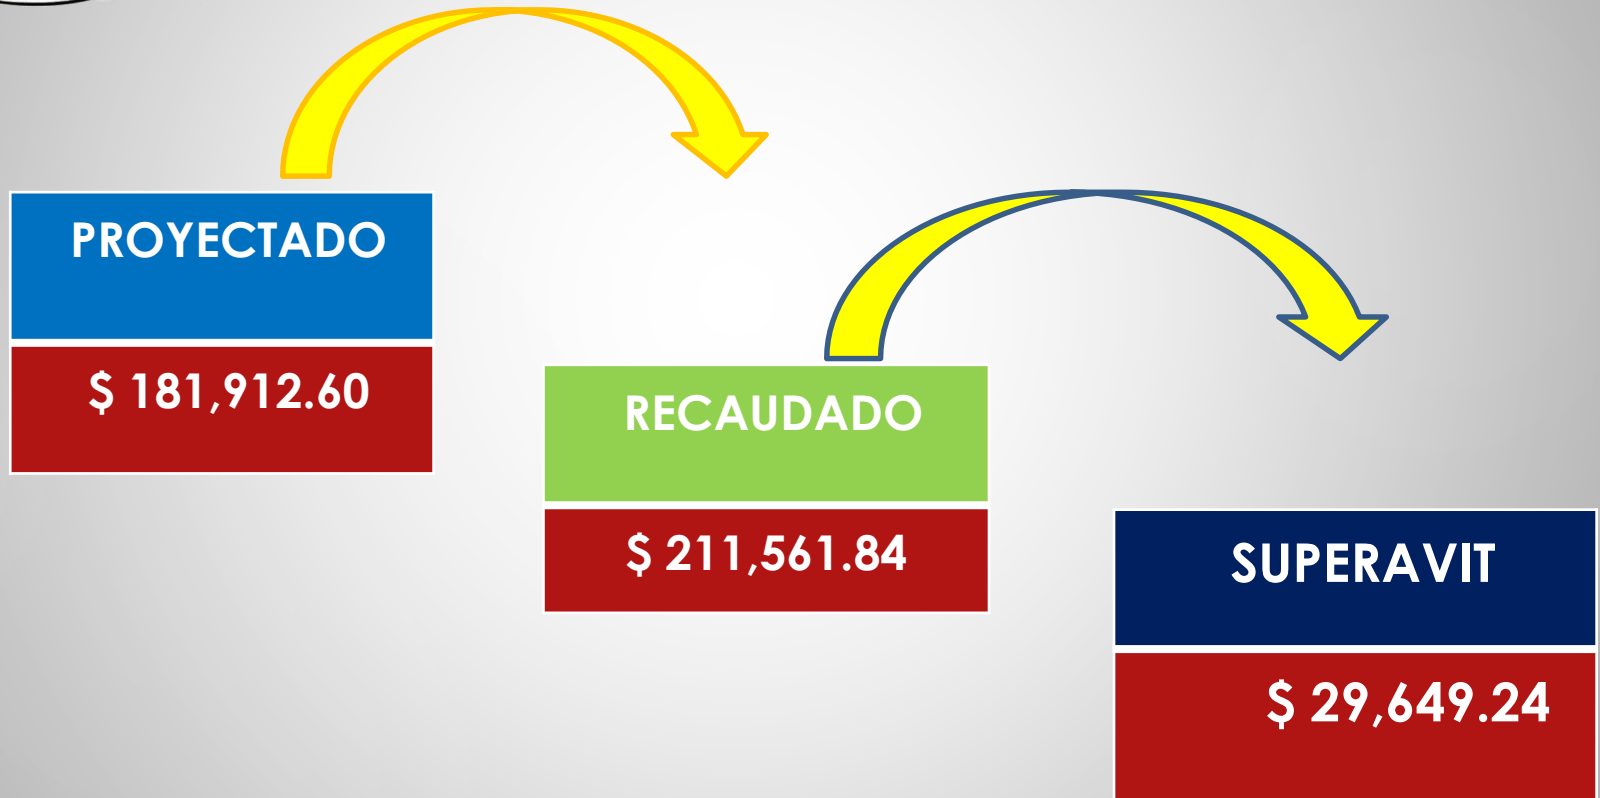 PROYECTADO
$ 181,912.60
RECAUDADO
$ 211,561.84
SUPERAVIT
$ 29,649.24